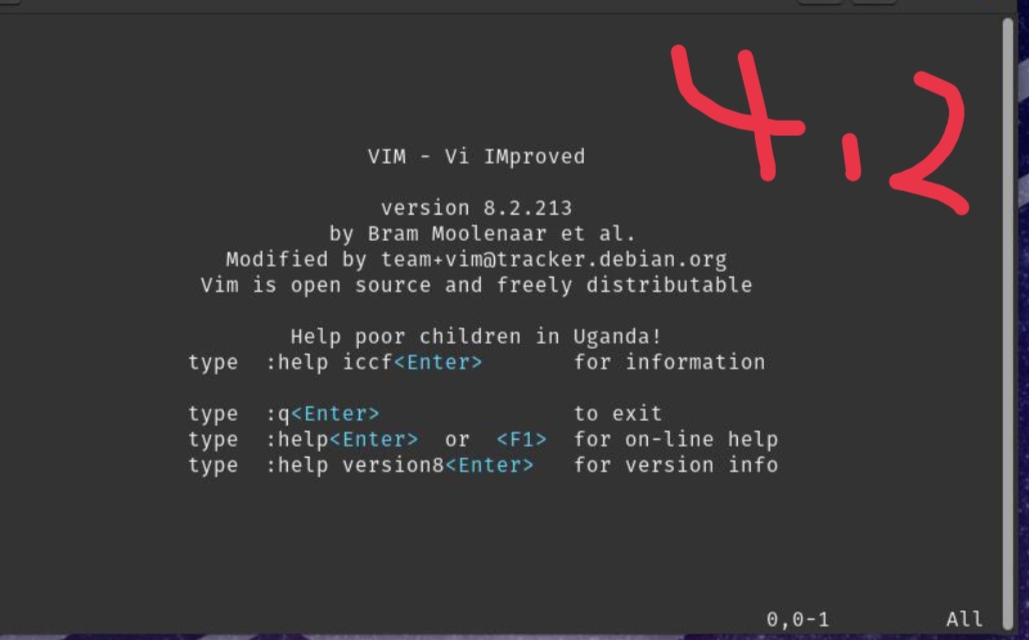 4.2
VIM - Vi IMproved
version 8.2.213
by Bram Moolenaar et al.
Modified by team+vim@tracker.debian.org
Vim is open source and freely distributable
Help poor children in Uganda!
type  :help iccf<Enter>       for information
type  :q<Enter>               to exit
type  :help<Enter>  or  <F1>  for on-line help
type  :help version8<Enter>   for version info
0,0-1         All